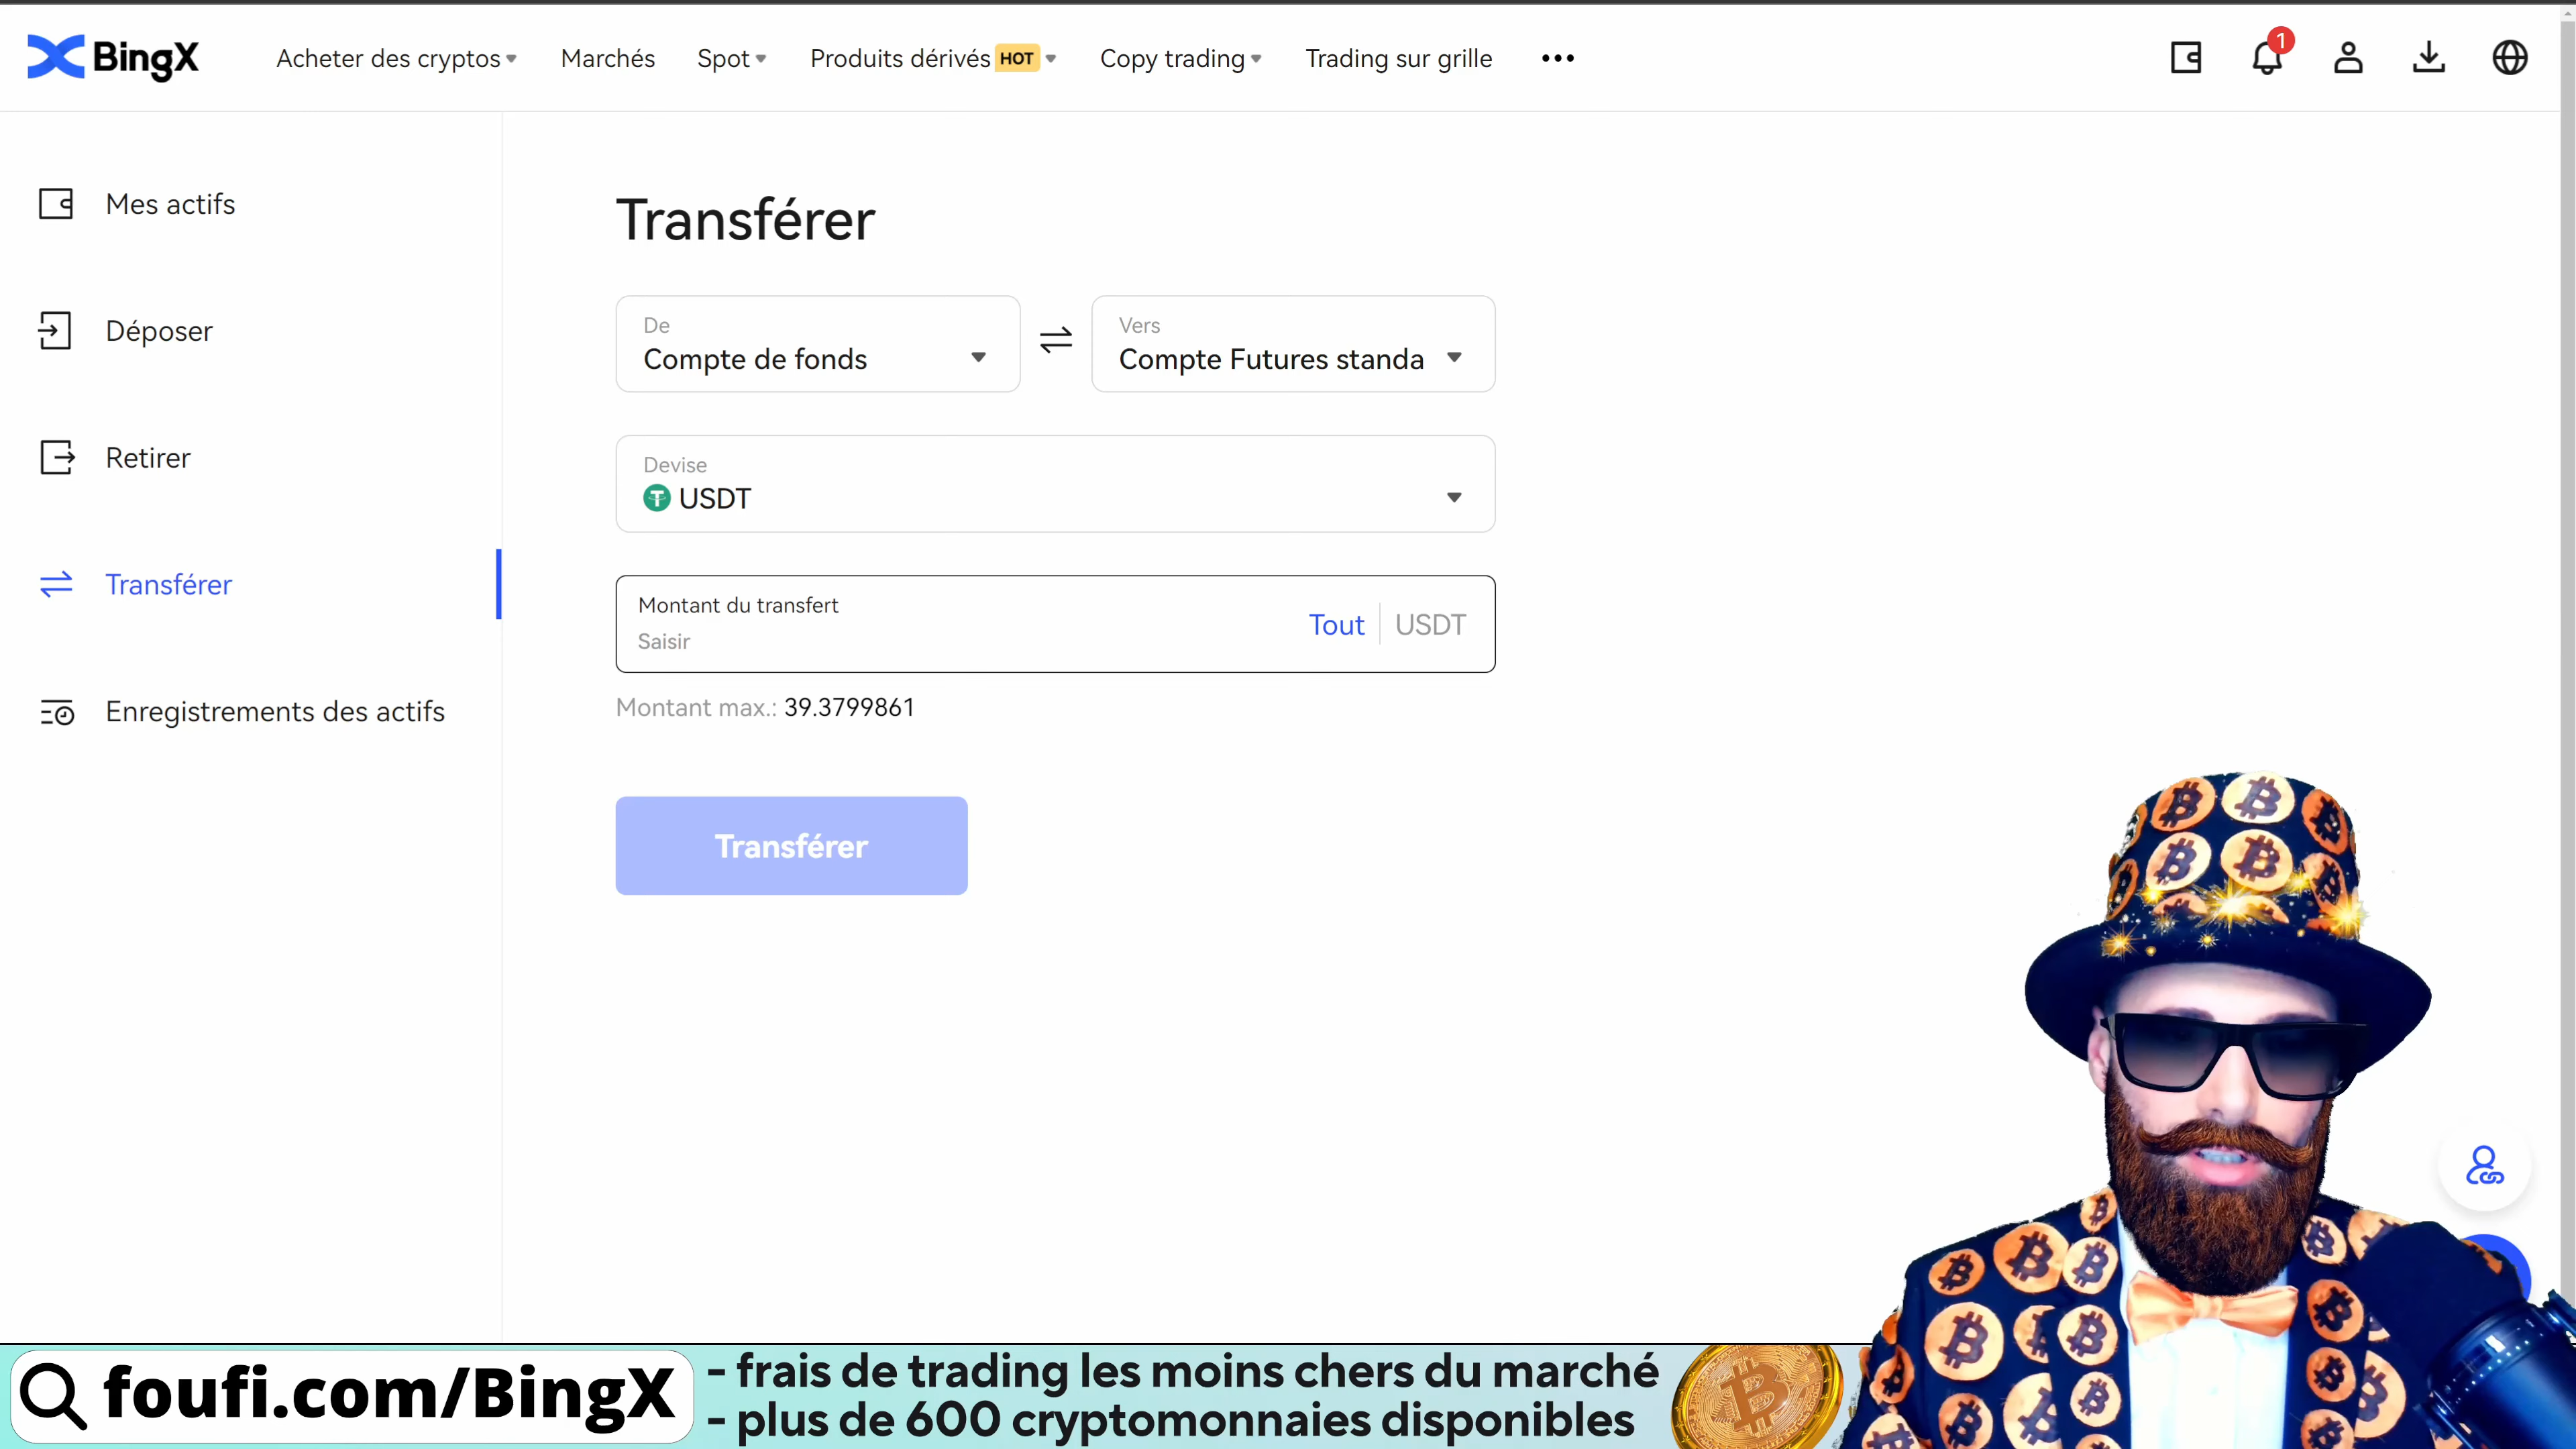 BingX
Acheter des cryptos
Marchés
Spot
Produits dérivés HOT
Copy trading
Trading sur grille
1
Mes actifs
Déposer
Retirer
Transférer
Enregistrements des actifs
Transférer
De
Compte de fonds
Vers
Compte Futures standa
Devise
USDT
Montant du transfert
Saisir
Tout
USDT
Montant max.: 39.3799861
Transférer
foufi.com/BingX
- frais de trading les moins chers du marché
- plus de 600 cryptomonnaies disponibles